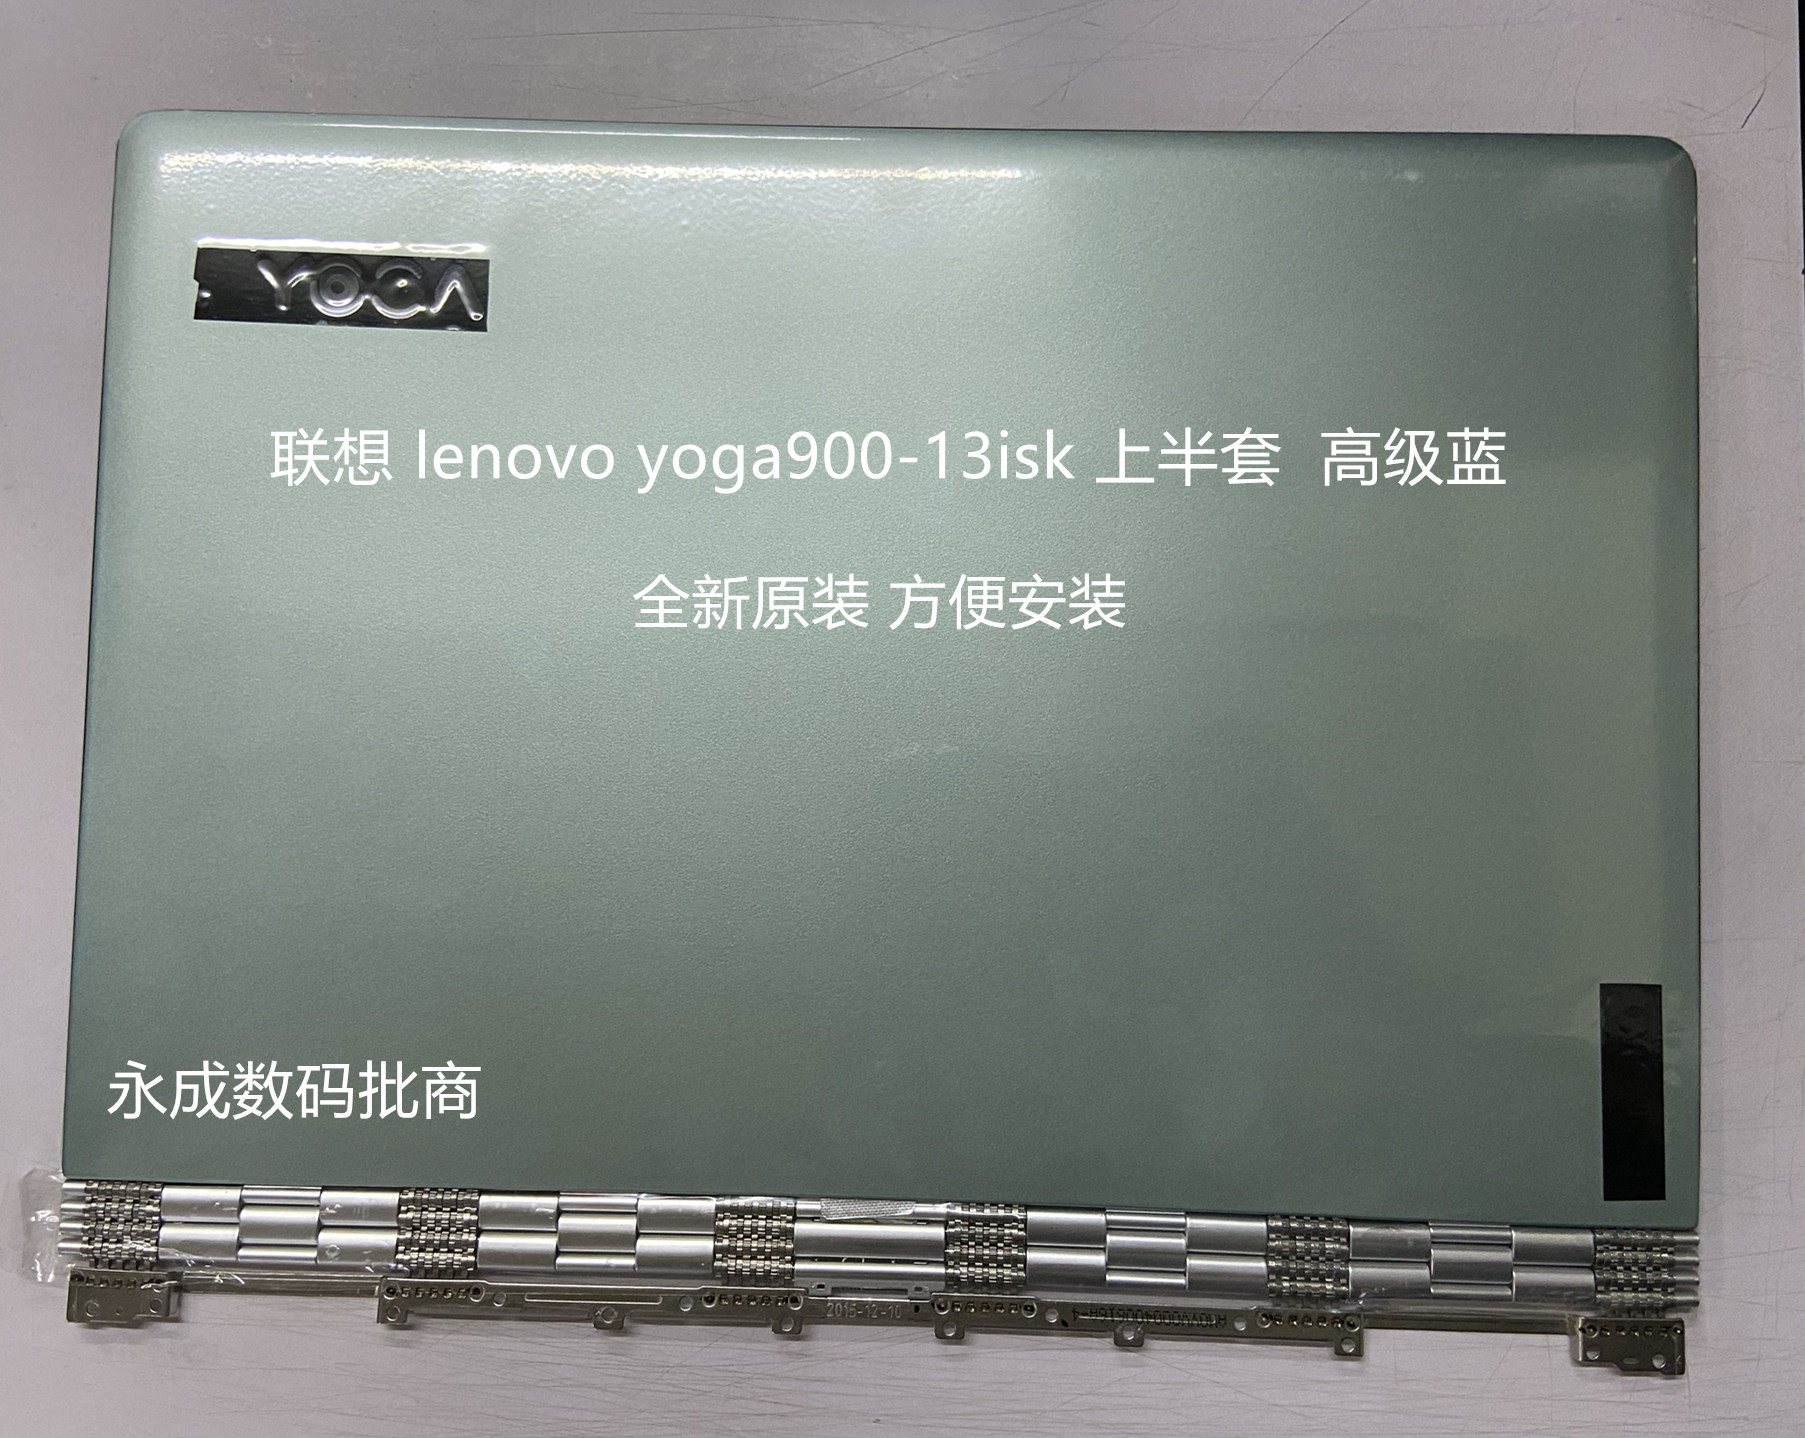 YOGA
联想 lenovo yoga900-13isk 上半套 高级蓝
全新原装 方便安装
永成数码批商
2015-12-10